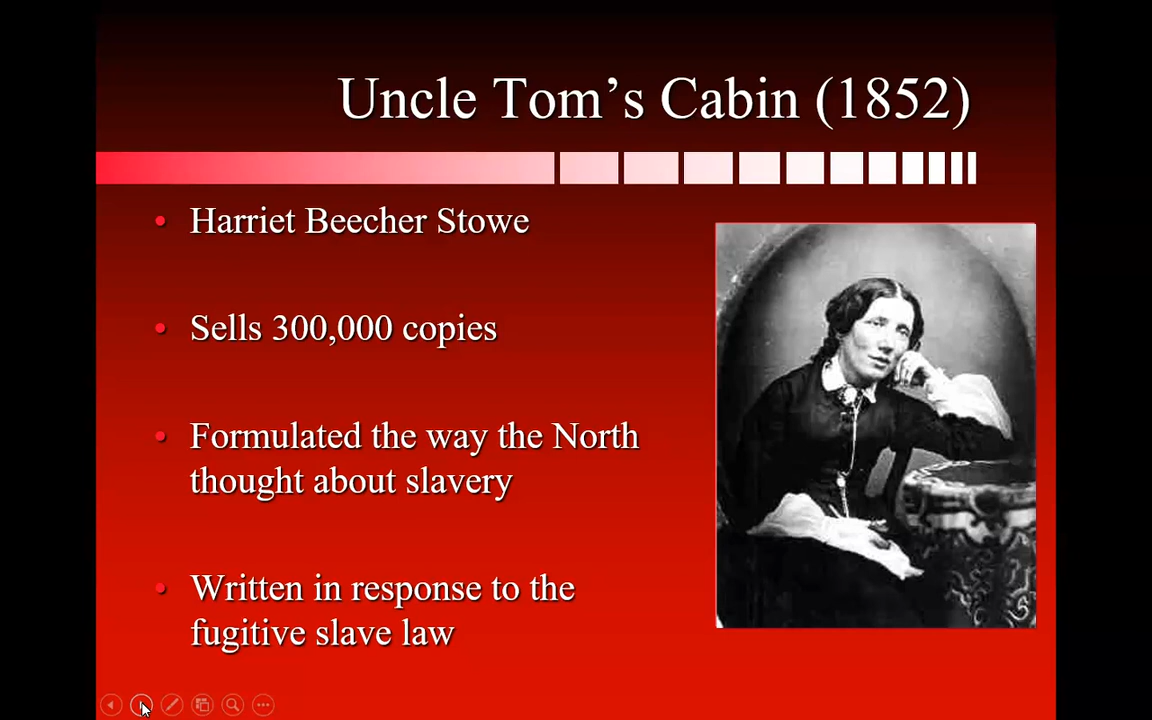 Uncle Tom's Cabin (1852)
• Harriet Beecher Stowe
• Sells 300,000 copies
• Formulated the way the North
thought about slavery
• Written in response to the
fugitive slave law